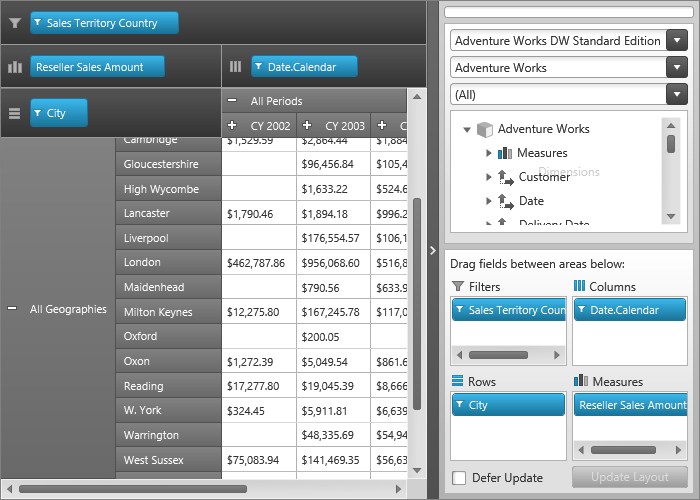 Sales Territory Country
Reseller Sales Amount
Date.Calendar
City
All Periods
CY 2002 CY 2003 C
Cambridge $1,529.59 $2,864.44 $1,884
Gloucestershire $96,456.84 $105,4
High Wycombe $1,633.22 $524.6
Lancaster $1,790.46 $1,894.18 $996.2
Liverpool $176,554.57 $106,1
London $462,787.86 $956,068.60 $516,8
Maidenhead $790.56 $633.9
All Geographies
Milton Keynes $12,275.80 $167,245.78 $117,0
Oxford $200.05
Oxon $1,272.39 $5,049.54 $861.6
Reading $17,277.80 $19,045.39 $8,666
W. York $324.45 $5,911.81 $6,639
Warrington $48,335.69 $54,94
West Sussex $75,083.94 $141,469.35 $56,63
Adventure Works DW Standard Edition
Adventure Works
(All)
Adventure Works
Measures
Dimensions
Customer
Date
Delivery Date
Drag fields between areas below:
Filters
Columns
Sales Territory Coun
Date.Calendar
Rows
Measures
City
Reseller Sales Amount
Defer Update
Update Layout